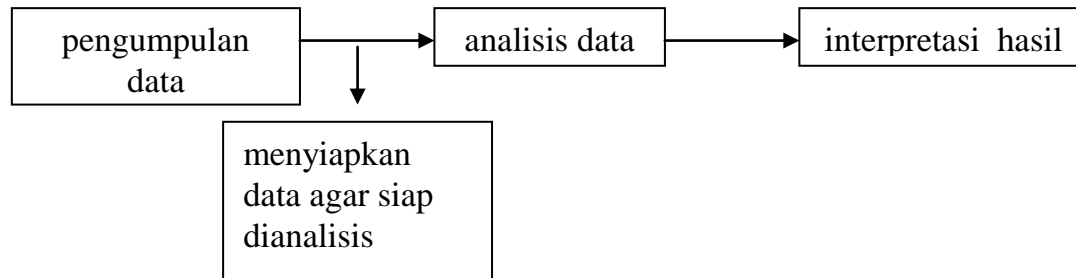 pengumpulan
data
analisis data
interpretasi hasil
menyiapkan
data agar siap
dianalisis